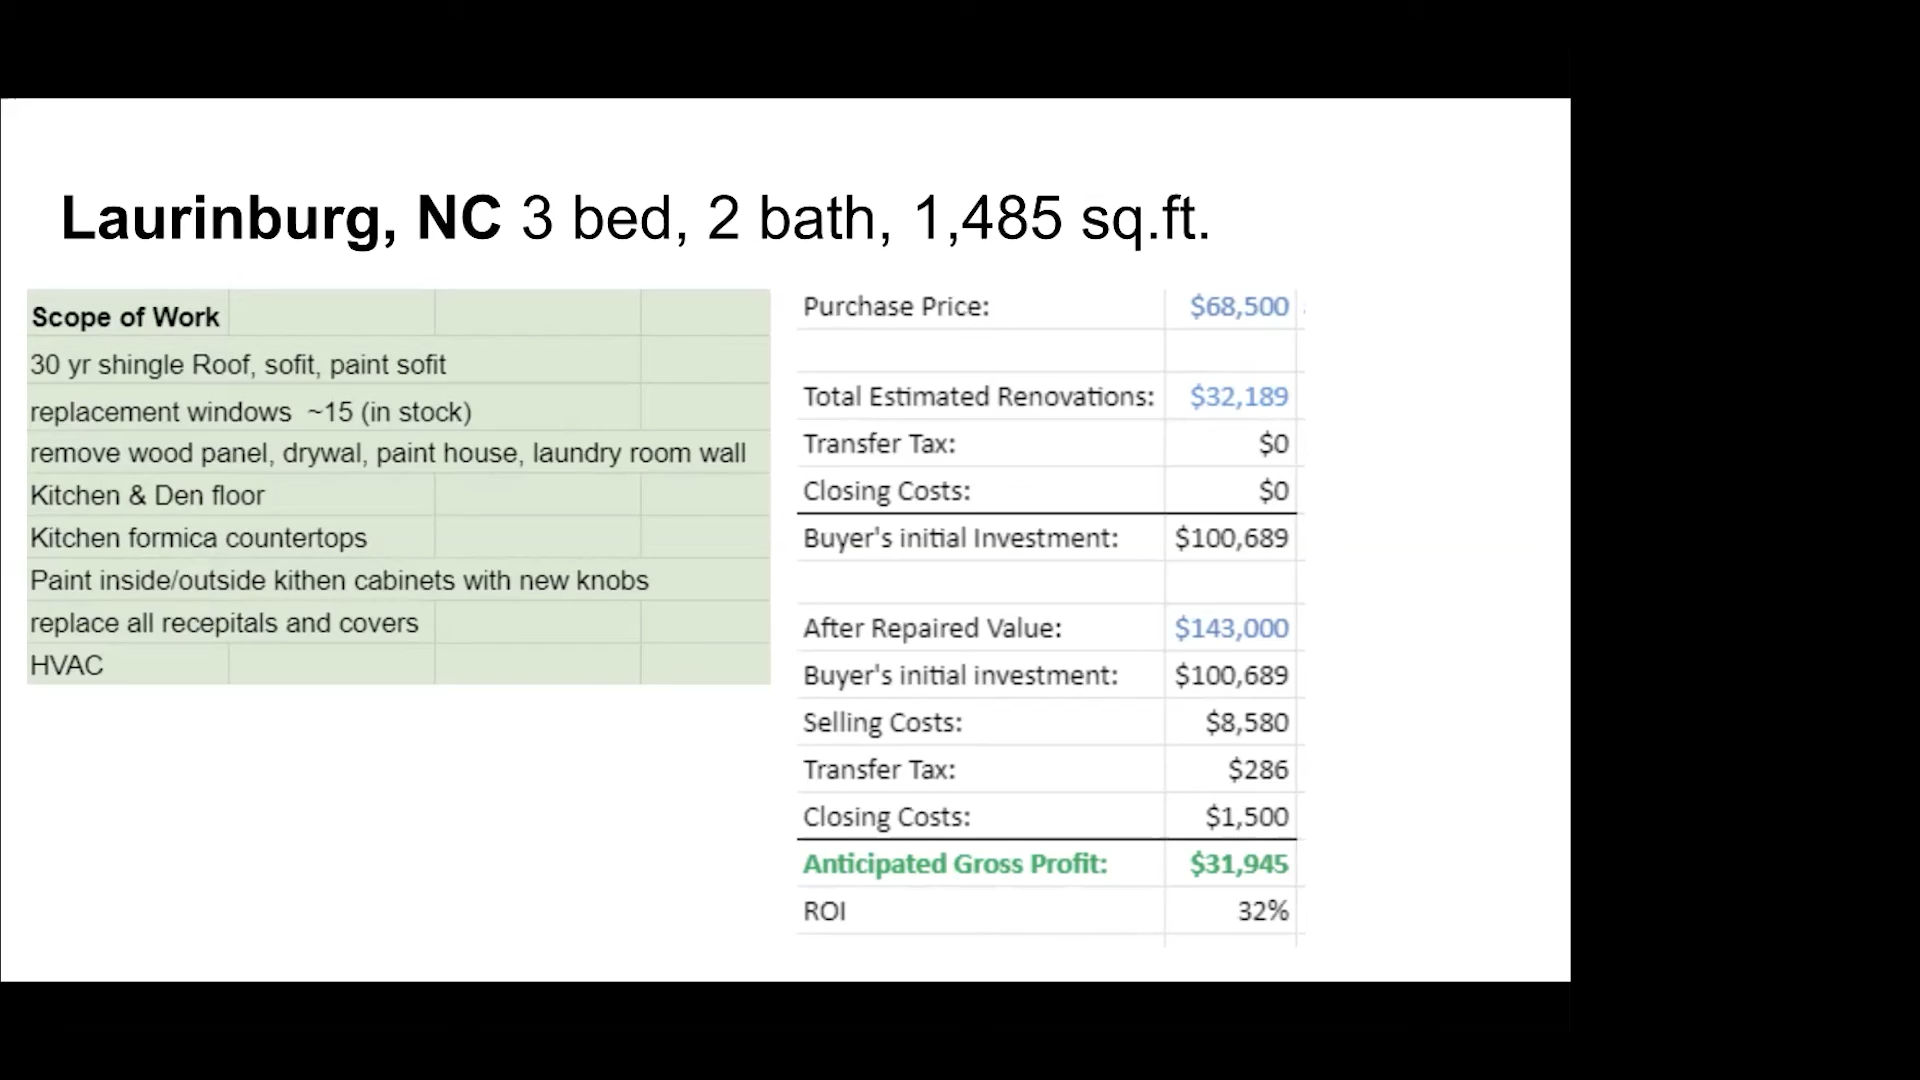 Laurinburg, NC 3 bed, 2 bath, 1,485 sq.ft.
Scope of Work
30 yr shingle Roof, sofit, paint sofit
replacement windows ~15 (in stock)
remove wood panel, drywal, paint house, laundry room wall
Kitchen & Den floor
Kitchen formica countertops
Paint inside/outside kithen cabinets with new knobs
replace all recepitals and covers
HVAC
Purchase Price: $68,500
Total Estimated Renovations: $32,189
Transfer Tax: $0
Closing Costs: $0
Buyer's initial Investment: $100,689
After Repaired Value: $143,000
Buyer's initial investment: $100,689
Selling Costs: $8,580
Transfer Tax: $286
Closing Costs: $1,500
Anticipated Gross Profit: $31,945
ROI 32%